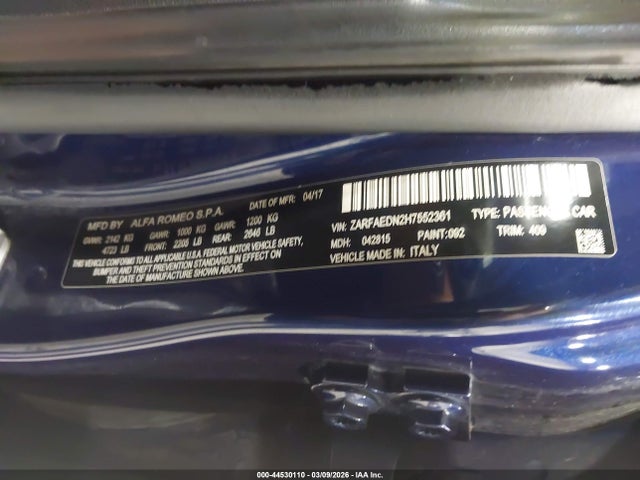 MFD BY ALFA ROMEO S.P.A. DATE OF MFR 04/17
GVWR: 2142 KG GAWR: 1000 KG GAWR: 1200 KG
4723 LB FRONT: 2205 LB REAR: 2646 LB
THIS VEHICLE CONFORMS TO ALL APPLICABLE U.S.A. FEDERAL MOTOR VEHICLE SAFETY,
BUMPER AND THEFT PREVENTION STANDARDS IN EFFECT ON
THE DATE OF MANUFACTURE SHOWN ABOVE
VIN: ZARFAEDN2H7552361 TYPE: CAR
MDH: 042815 PAINT: 092 TRIM: 409
VEHICLE MADE IN: ITALY
000-44530110 - 03/09/2026 - COPYRIGHT IAA, LLC.